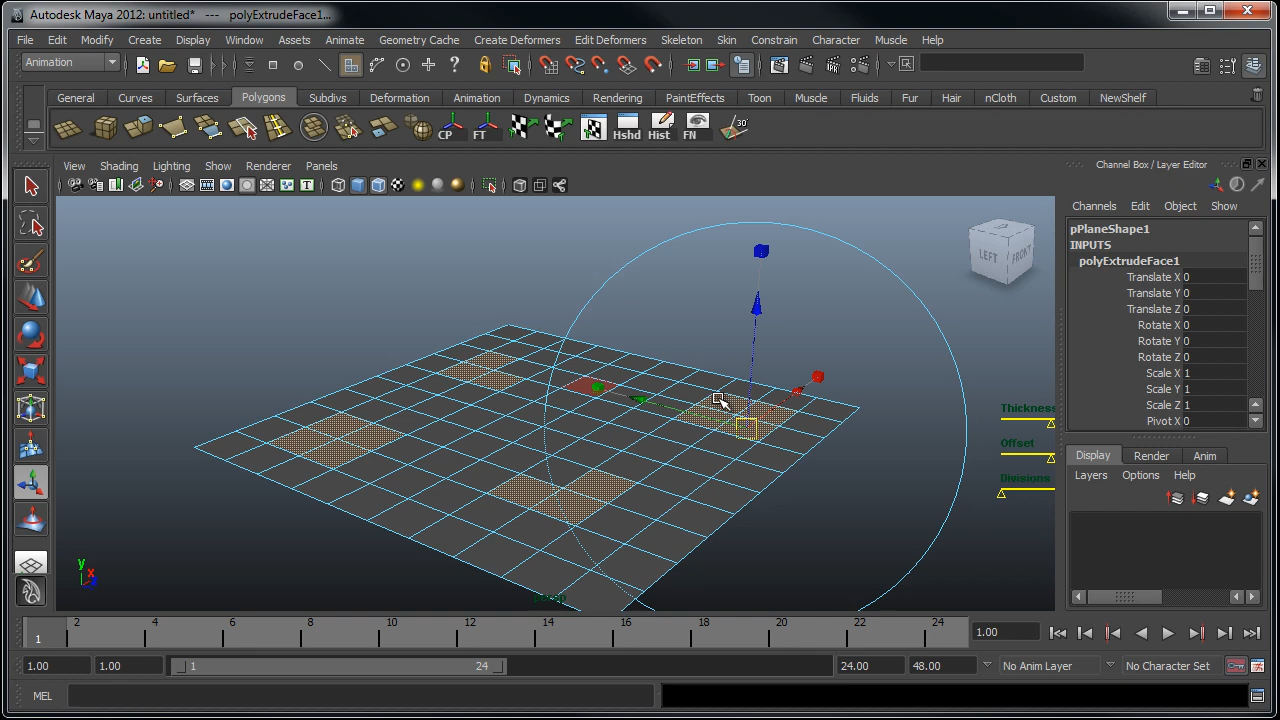 Autodesk Maya 2012: untitled* --- polyExtrudeFace1...
File Edit Modify Create Display Window Assets Animate Geometry Cache Create Deformers Edit Deformers Skeleton Skin Constrain Character Muscle Help
Animation
General Curves Surfaces Polygons Subdivs Deformation Animation Dynamics Rendering PaintEffects Toon Muscle Fluids Fur Hair nCloth Custom NewShelf
CP FT Hshd Hist FN 30°
View Shading Lighting Show Renderer Panels
Channel Box / Layer Editor
Channels Edit Object Show
pPlaneShape1
INPUTS
polyExtrudeFace1
Translate X 0
Translate Y 0
Translate Z 0
Rotate X 0
Rotate Y 0
Rotate Z 0
Scale X 1
Scale Y 1
Scale Z 1
Pivot X 0
LEFT FRONT
Thickness
Offset
Divisions
Display Render Anim
Layers Options Help
y
x
persp
1 2 4 6 8 10 12 14 16 18 20 22 24 1.00
1.00 1.00 1 24 24.00 48.00 No Anim Layer No Character Set
MEL